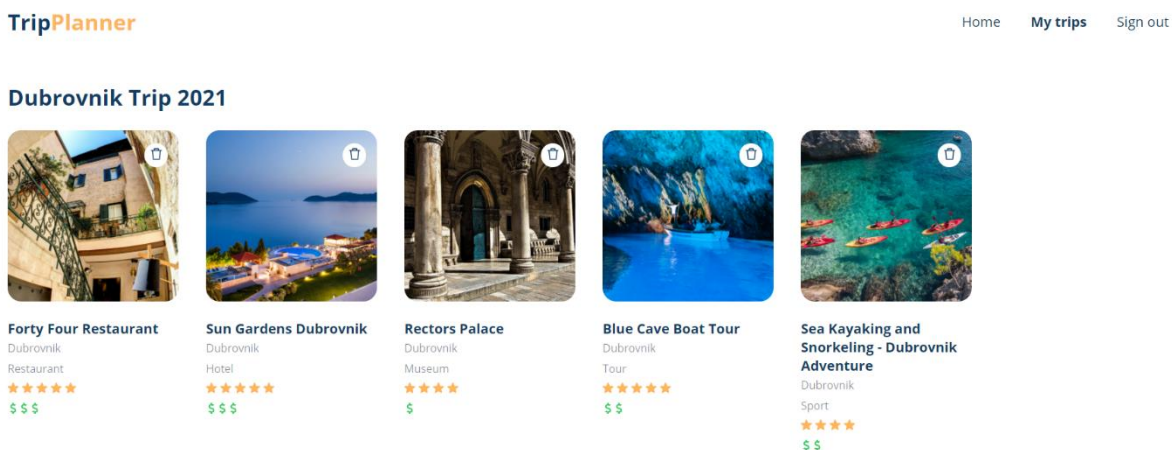 TripPlanner
Home
My trips
Sign out
Dubrovnik Trip 2021
Forty Four Restaurant
Dubrovnik
Restaurant
$ $ $
Sun Gardens Dubrovnik
Dubrovnik
Hotel
$ $ $
Rectors Palace
Dubrovnik
Museum
$
Blue Cave Boat Tour
Dubrovnik
Tour
$ $
Sea Kayaking and
Snorkeling - Dubrovnik
Adventure
Dubrovnik
Sport
$ $